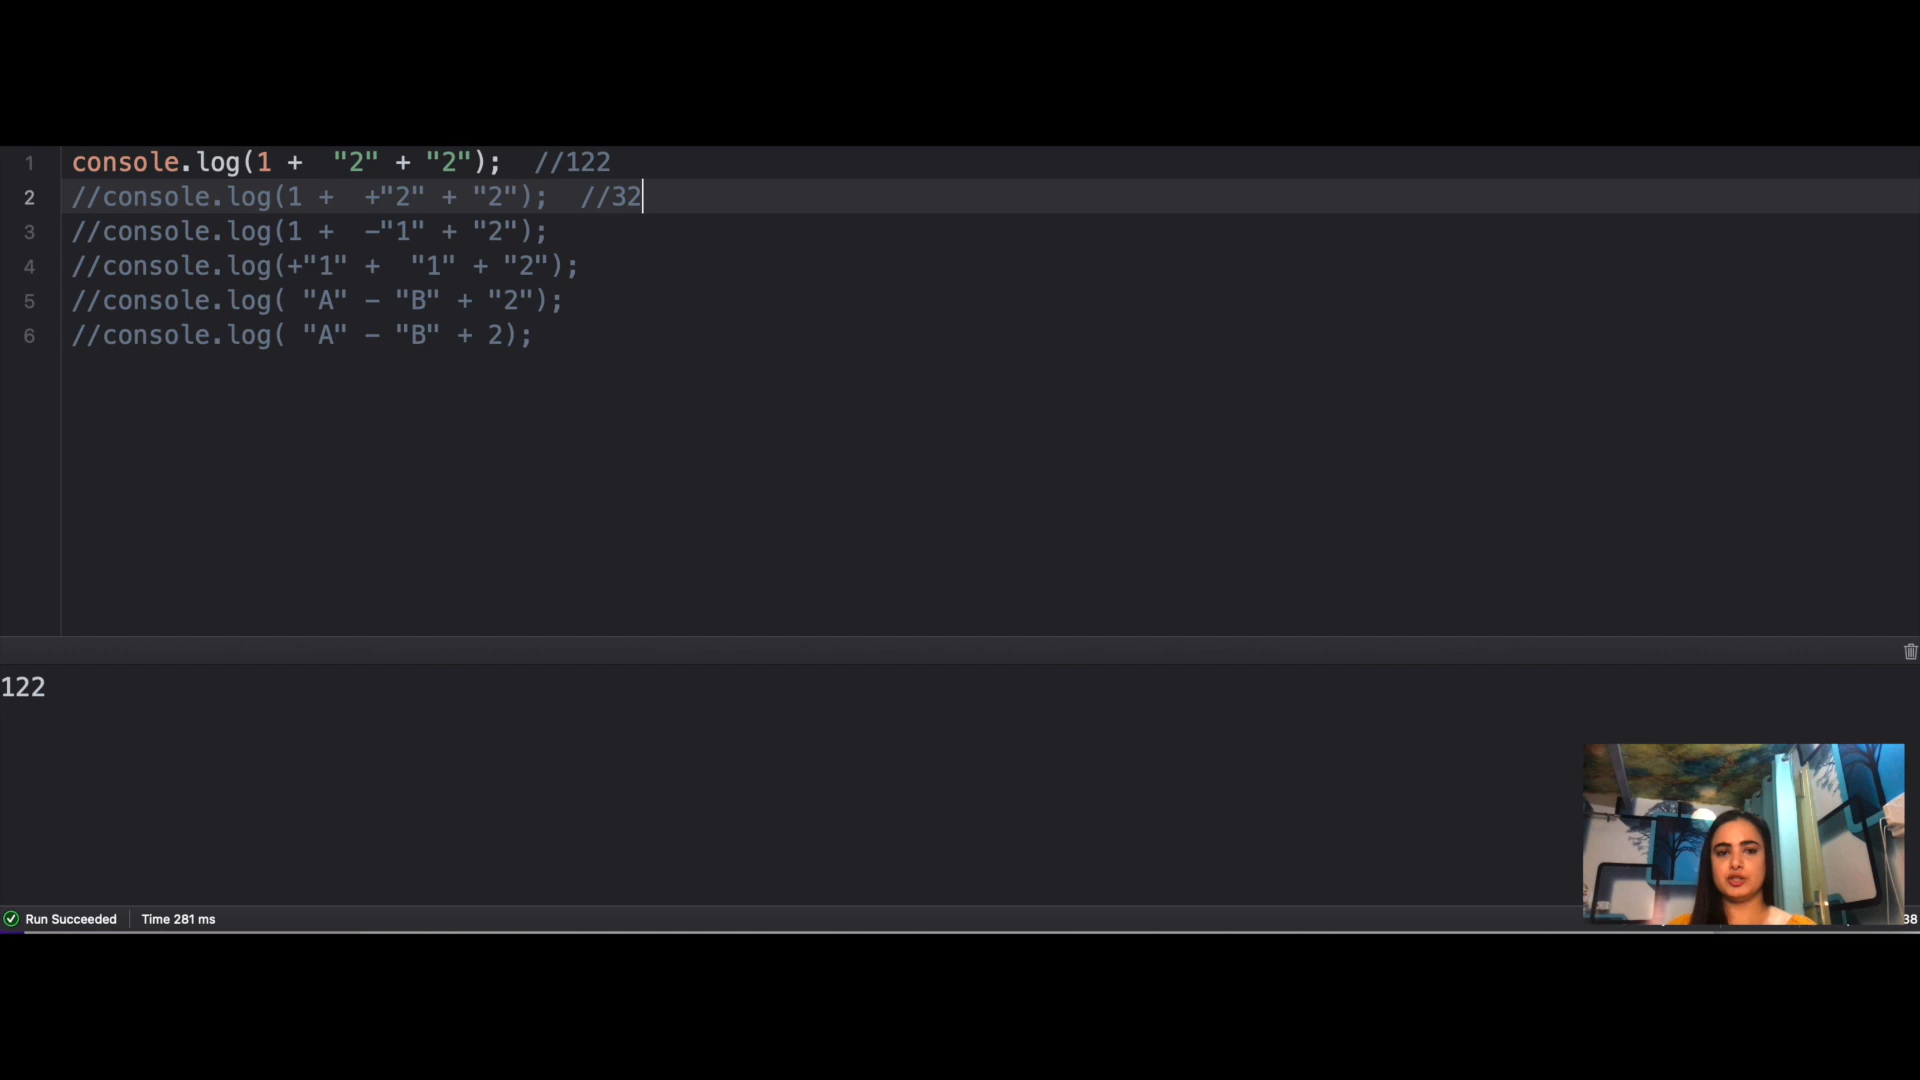 1 console.log(1 +  "2" + "2");  //122
2 //console.log(1 +  +"2" + "2");  //32
3 //console.log(1 +  -"1" + "2");
4 //console.log(+"1" +  "1" + "2");
5 //console.log( "A" - "B" + "2");
6 //console.log( "A" - "B" + 2);
122
Run Succeeded Time 281 ms
38